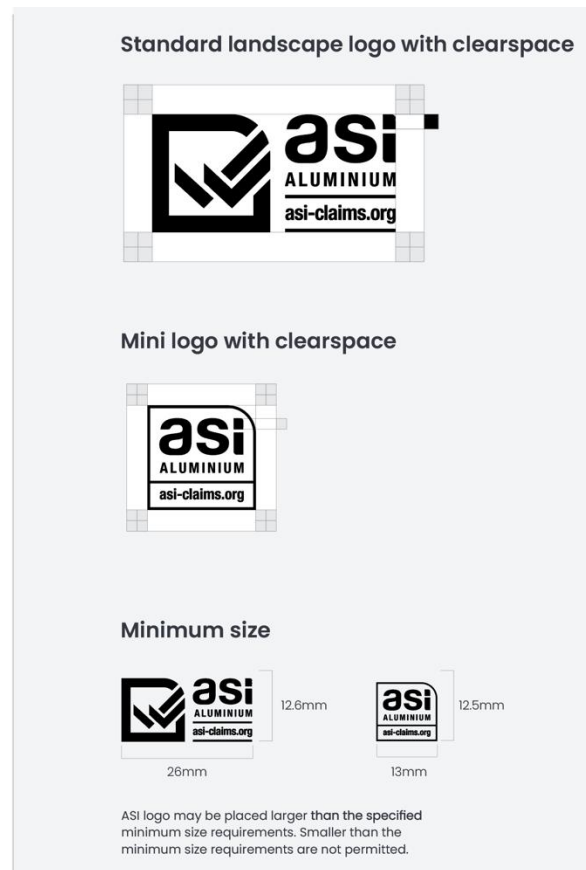 Standard landscape logo with clearspace
asi
ALUMINIUM
asi-claims.org
Mini logo with clearspace
asi
ALUMINIUM
asi-claims.org
Minimum size
asi
ALUMINIUM
asi-claims.org
12.6mm
26mm
asi
ALUMINIUM
asi-claims.org
12.5mm
13mm
ASI logo may be placed larger than the specified
minimum size requirements. Smaller than the
minimum size requirements are not permitted.